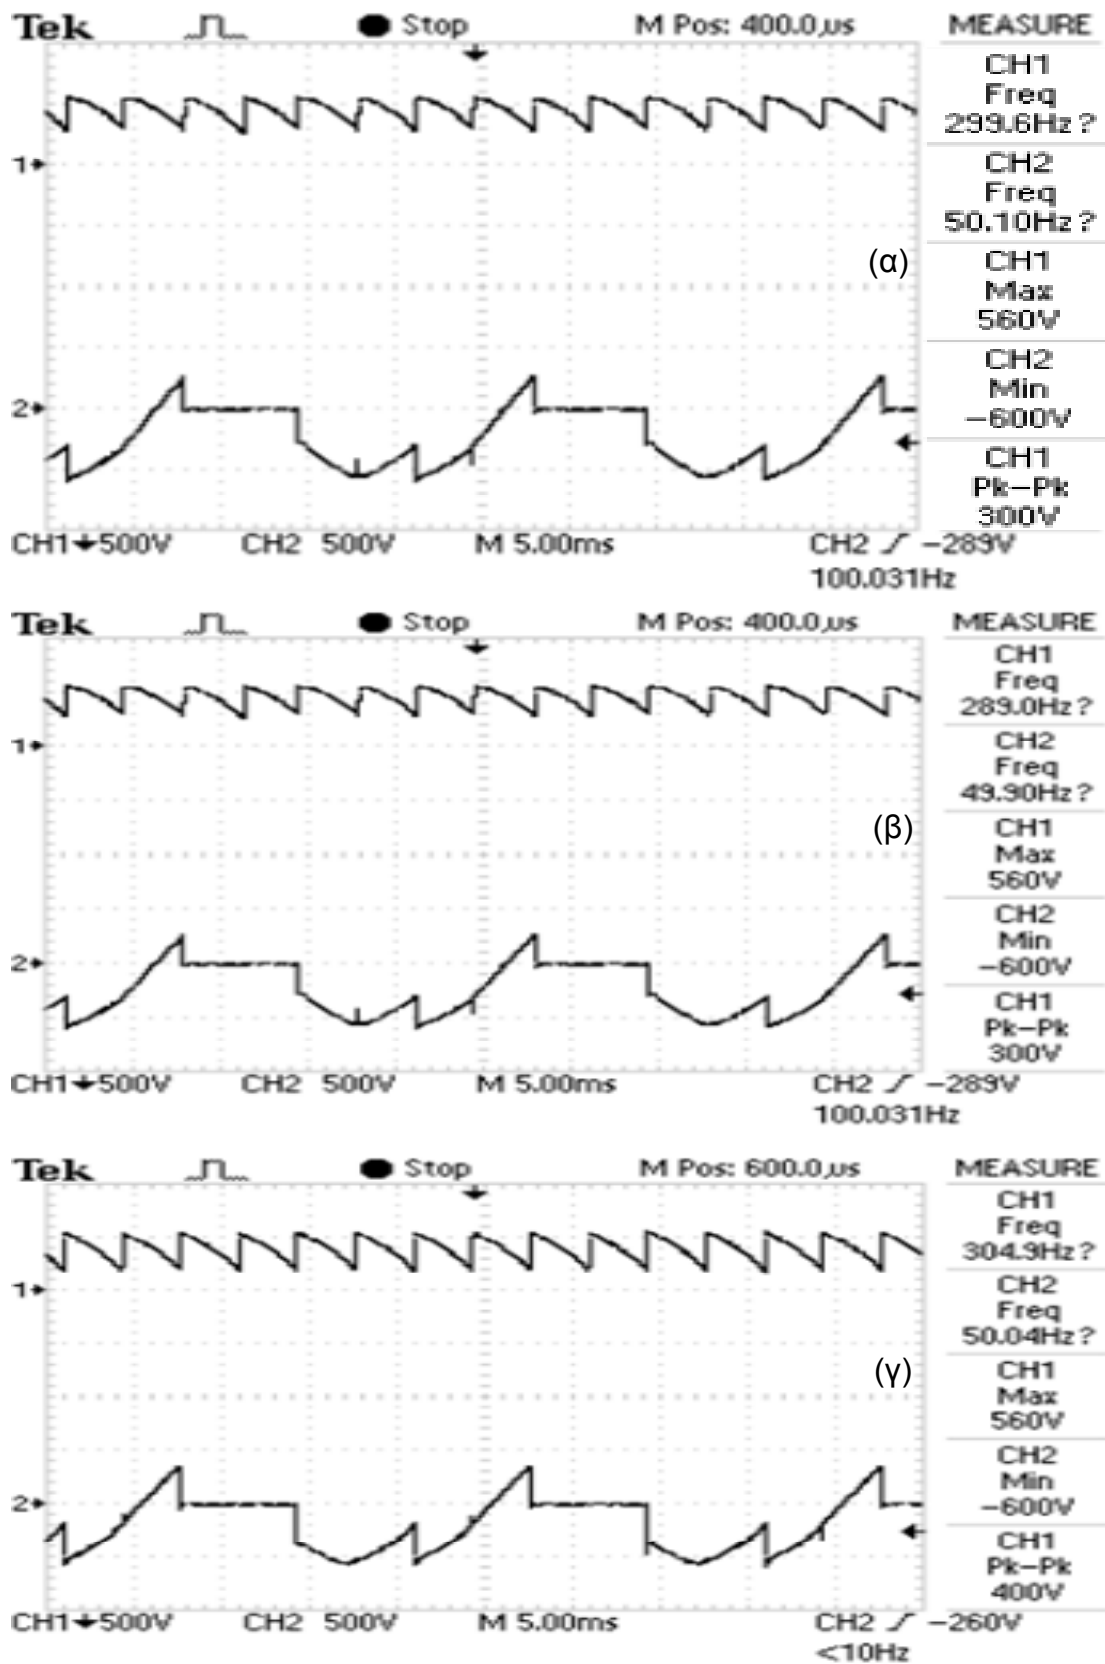 Tek Stop M Pos: 400.0µs MEASURE
CH1
Freq
299.6Hz?
1
CH2
Freq
50.10Hz?
(α)
CH1
Max
560V
CH2
Min
-600V
2
CH1
Pk-Pk
300V
CH1 500V CH2 500V M 5.00ms CH2 -289V
100.031Hz
Tek Stop M Pos: 400.0µs MEASURE
CH1
Freq
289.0Hz?
1
CH2
Freq
49.90Hz?
(β)
CH1
Max
560V
CH2
Min
-600V
2
CH1
Pk-Pk
300V
CH1 500V CH2 500V M 5.00ms CH2 -289V
100.031Hz
Tek Stop M Pos: 600.0µs MEASURE
CH1
Freq
304.9Hz?
1
CH2
Freq
50.04Hz?
(γ)
CH1
Max
560V
CH2
Min
-600V
2
CH1
Pk-Pk
400V
CH1 500V CH2 500V M 5.00ms CH2 -260V
<10Hz